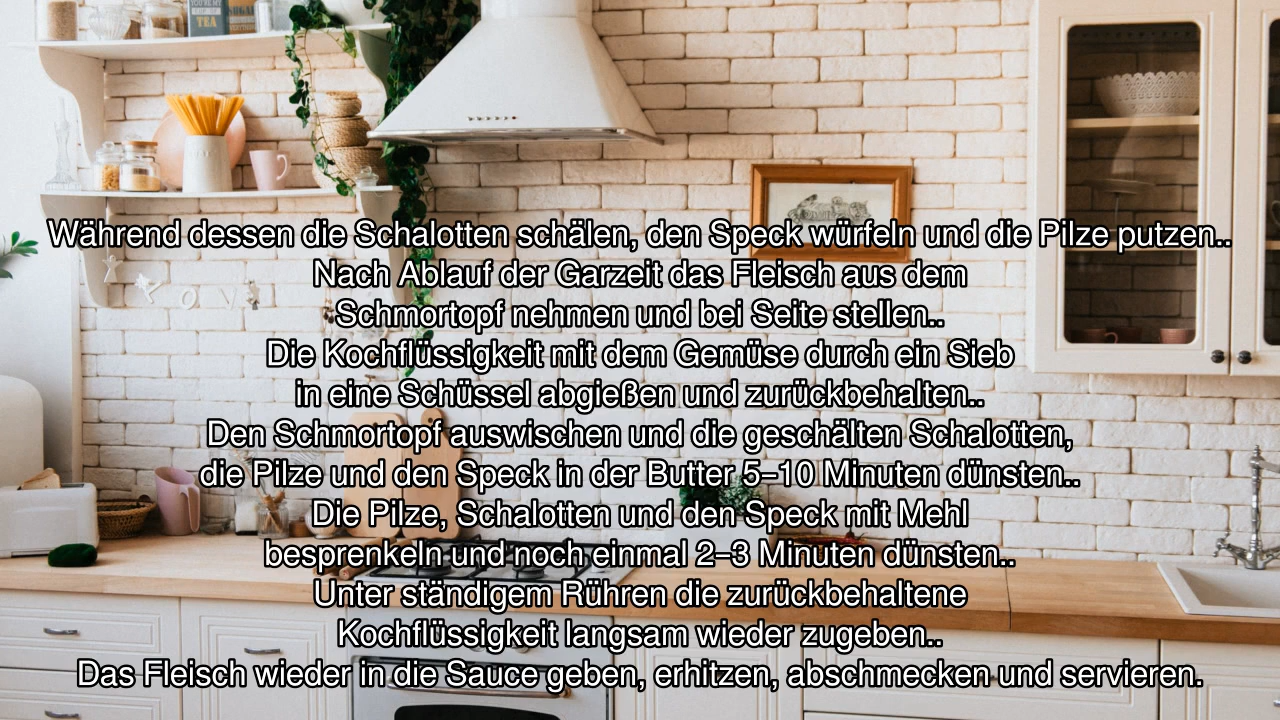 TEA
Während dessen die Schalotten schälen, den Speck würfeln und die Pilze putzen..
Nach Ablauf der Garzeit das Fleisch aus dem
Schmortopf nehmen und bei Seite stellen..
Die Kochflüssigkeit mit dem Gemüse durch ein Sieb
in eine Schüssel abgießen und zurückbehalten..
Den Schmortopf auswischen und die geschälten Schalotten,
die Pilze und den Speck in der Butter 5–10 Minuten dünsten..
Die Pilze, Schalotten und den Speck mit Mehl
besprenkeln und noch einmal 2–3 Minuten dünsten..
Unter ständigem Rühren die zurückbehaltene
Kochflüssigkeit langsam wieder zugeben..
Das Fleisch wieder in die Sauce geben, erhitzen, abschmecken und servieren.